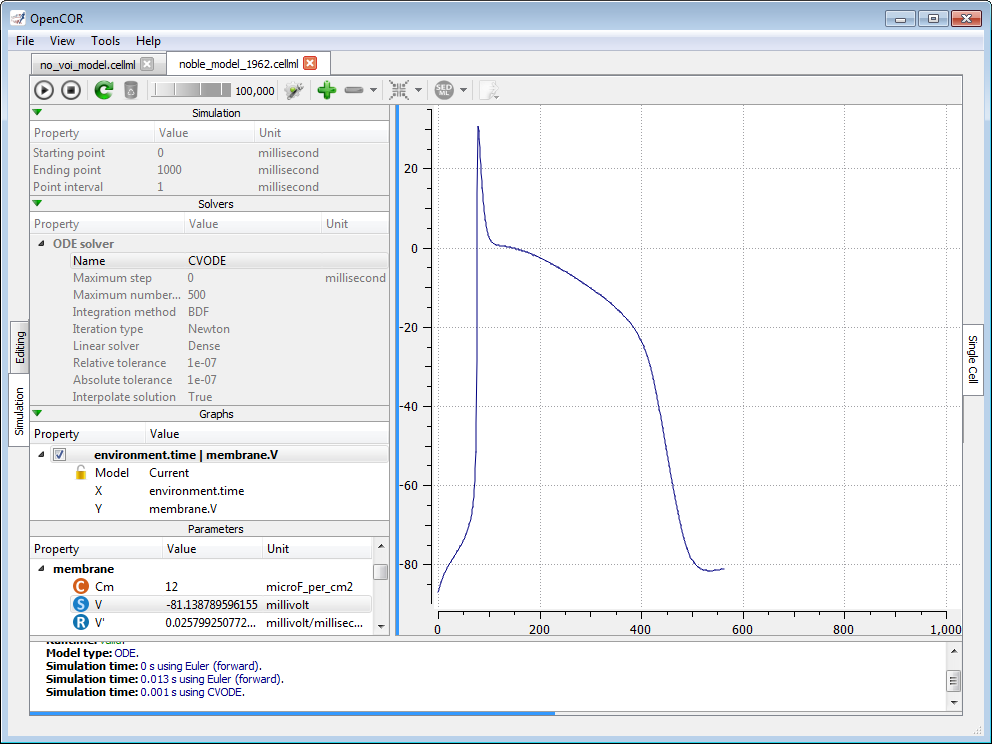 OpenCOR
File View Tools Help
no_voi_model.cellml noble_model_1962.cellml
100,000 SED ML
Simulation
Property Value Unit
Starting point 0 millisecond
Ending point 1000 millisecond
Point interval 1 millisecond
Solvers
Property Value Unit
ODE solver
Name CVODE
Maximum step 0 millisecond
Maximum number... 500
Integration method BDF
Iteration type Newton
Linear solver Dense
Relative tolerance 1e-07
Absolute tolerance 1e-07
Interpolate solution True
Graphs
Property Value
environment.time | membrane.V
Model Current
X environment.time
Y membrane.V
Parameters
Property Value Unit
membrane
C Cm 12 microF_per_cm2
S V -81.138789596155 millivolt
R V' 0.025799250772... millivolt/millisec...
Editing
Simulation
20
0
-20
-40
-60
-80
0 200 400 600 800 1,000
Single Cell
Runtime: valid.
Model type: ODE.
Simulation time: 0 s using Euler (forward).
Simulation time: 0.013 s using Euler (forward).
Simulation time: 0.001 s using CVODE.